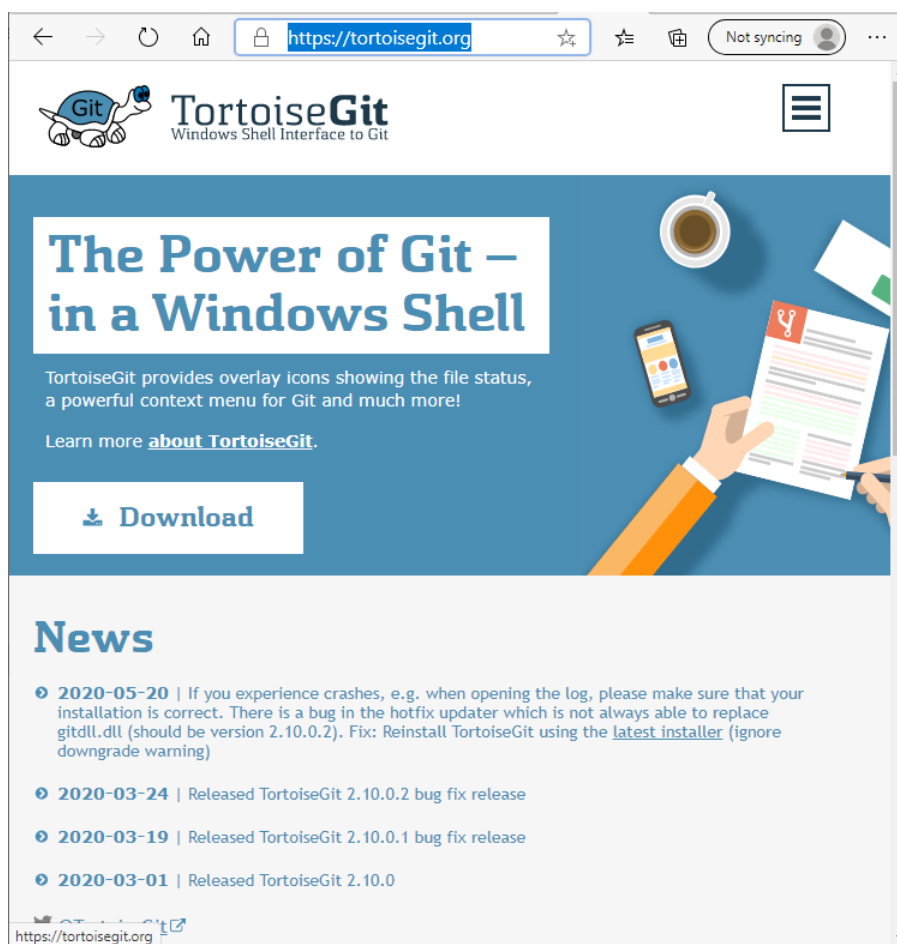 https://tortoisegit.org
Not syncing
Git
TortoiseGit
Windows Shell Interface to Git
The Power of Git –
in a Windows Shell
TortoiseGit provides overlay icons showing the file status,
a powerful context menu for Git and much more!
Learn more about TortoiseGit.
Download
News
2020-05-20 | If you experience crashes, e.g. when opening the log, please make sure that your
installation is correct. There is a bug in the hotfix updater which is not always able to replace
gitdll.dll (should be version 2.10.0.2). Fix: Reinstall TortoiseGit using the latest installer (ignore
downgrade warning)
2020-03-24 | Released TortoiseGit 2.10.0.2 bug fix release
2020-03-19 | Released TortoiseGit 2.10.0.1 bug fix release
2020-03-01 | Released TortoiseGit 2.10.0
https://tortoisegit.org